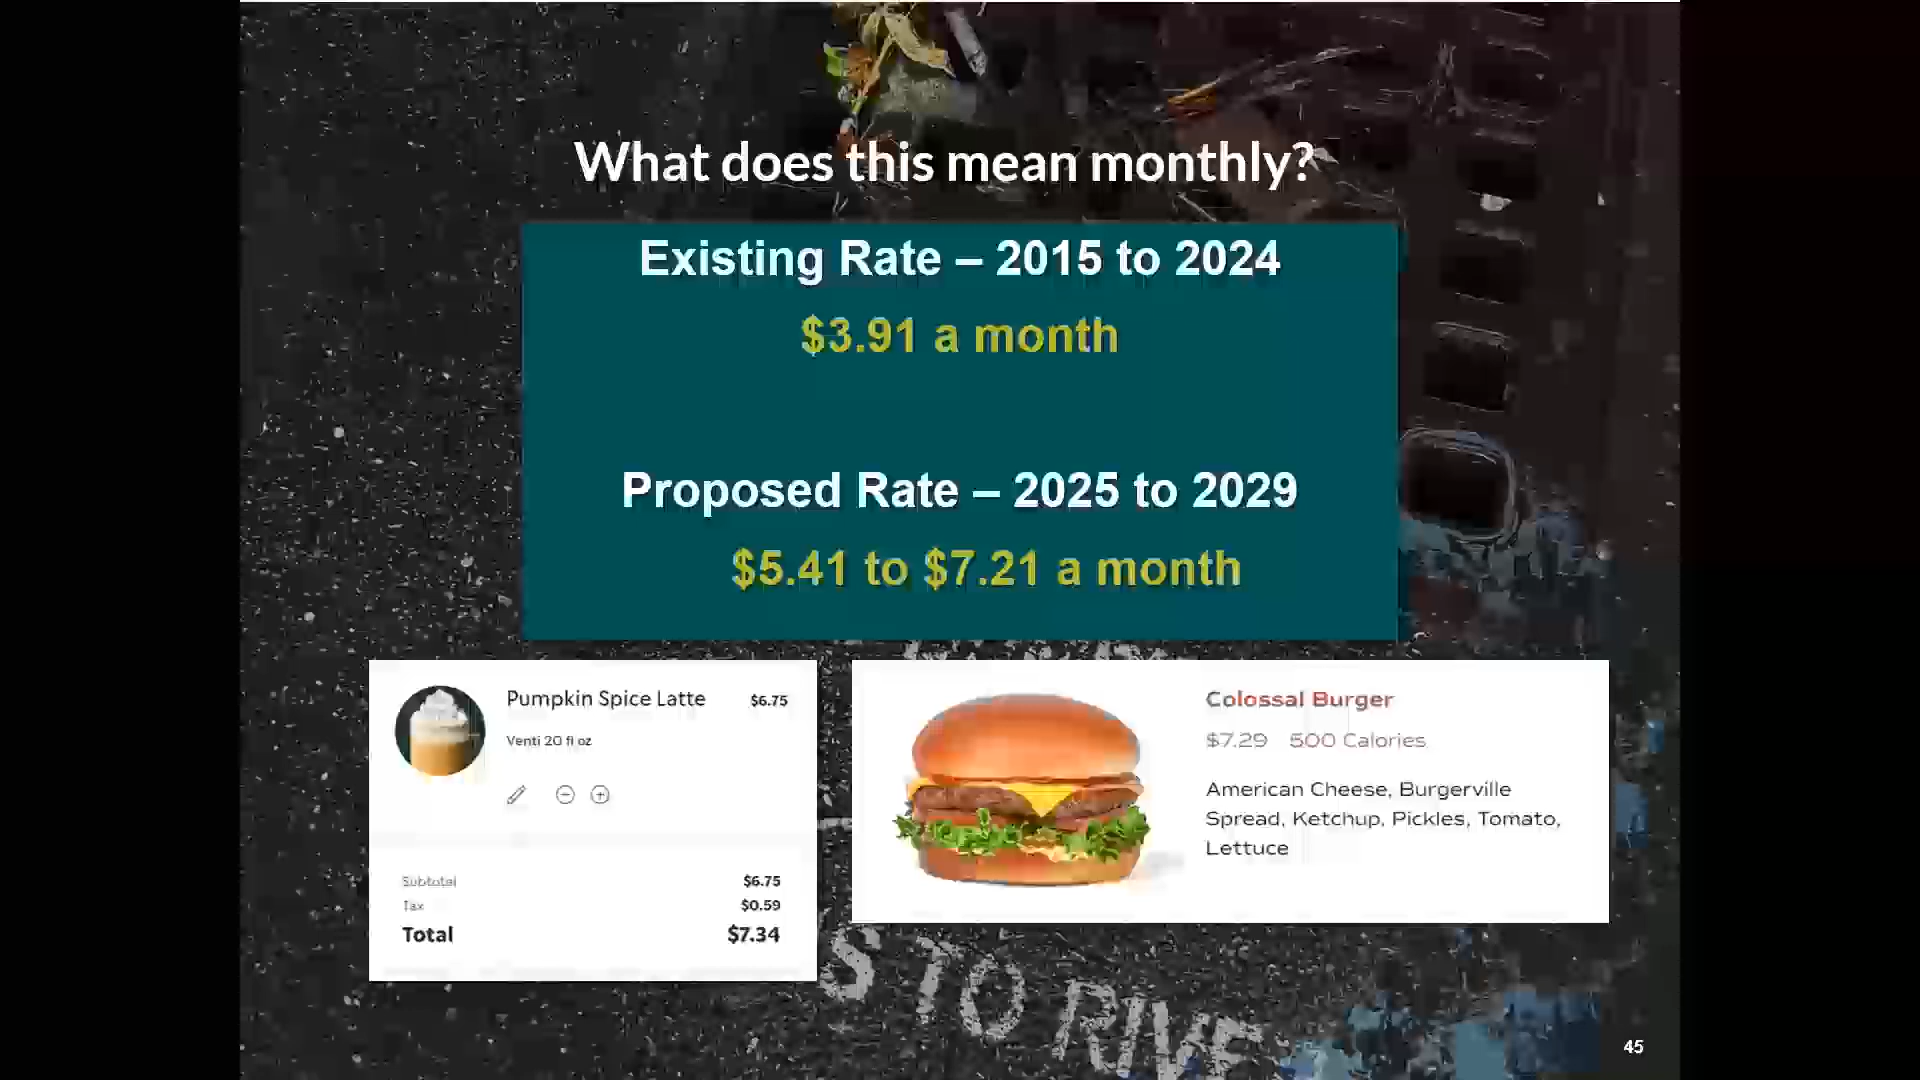 What does this mean monthly?
Existing Rate – 2015 to 2024
$3.91 a month
Proposed Rate – 2025 to 2029
$5.41 to $7.21 a month
Pumpkin Spice Latte $6.75
Venti 20 fl oz
Subtotal $6.75
Tax $0.59
Total $7.34
Colossal Burger
$7.29 500 Calories
American Cheese, Burgerville
Spread, Ketchup, Pickles, Tomato,
Lettuce
S TO RIVE
45